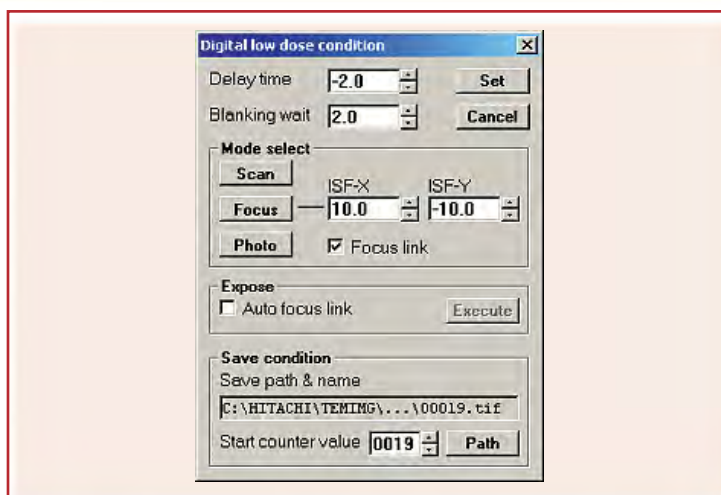 Digital low dose condition
Delay time -2.0 Set
Blanking wait 2.0 Cancel
Mode select
Scan
ISF-X ISF-Y
Focus 10.0 -10.0
Photo Focus link
Expose
Auto focus link Execute
Save condition
Save path & name
C:\HITACHI\TEMIMG\...\00019.tif
Start counter value 0019 Path